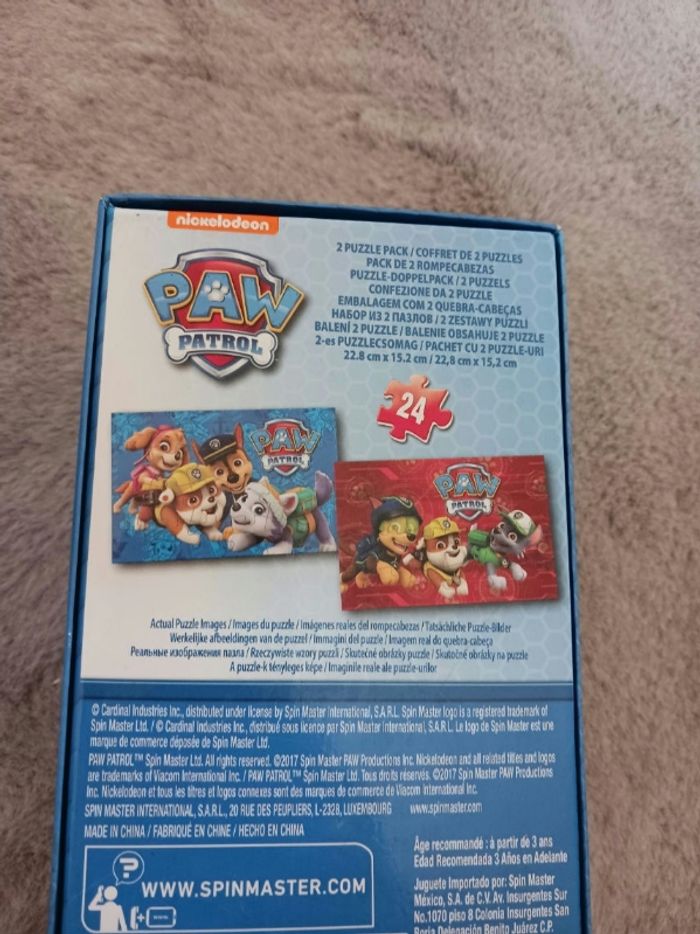 nickelodeon
PAW
PATROL
2 PUZZLE PACK / COFFRET DE 2 PUZZLES
PACK DE 2 ROMPECABEZAS
PUZZLE-DOPPELPACK / 2 PUZZELS
CONFEZIONE DA 2 PUZZLE
EMBALAGEM COM 2 QUEBRA-CABEÇAS
НАБОР ИЗ 2 ПАЗЛОВ / 2 ZESTAWY PUZZLI
BALENÍ 2 PUZZLE / BALENIE OBSAHUJE 2 PUZZLE
2-es PUZZLECSOMAG / PACHET CU 2 PUZZLE-URI
22.8 cm x 15.2 cm / 22,8 cm x 15,2 cm
24
PAW
PATROL
PAW
PATROL
Actual Puzzle Images / Images du puzzle / Imágenes reales del rompecabezas / Tatsächliche Puzzle-Bilder
Werkelijke afbeeldingen van de puzzel / Immagini del puzzle / Imagem real do quebra-cabeça
Реальные изображения пазла / Rzeczywiste wzory puzzli / Skutečné obrázky puzzle / Skutočné obrázky na puzzle
A puzzle-k tényleges képe / Imaginile reale ale puzzle-urilor
© Cardinal Industries Inc., distributed under license by Spin Master International, S.A.R.L. Spin Master logo is a registered trademark of
Spin Master Ltd. / © Cardinal Industries Inc., distribué sous licence par Spin Master International, S.A.R.L. Le logo de Spin Master est une
marque de commerce déposée de Spin Master Ltd.
PAW PATROL™ Spin Master Ltd. All rights reserved. ©2017 Spin Master PAW Productions Inc. Nickelodeon and all related titles and logos
are trademarks of Viacom International Inc. / PAW PATROL™ Spin Master Ltd. Tous droits réservés. ©2017 Spin Master PAW Productions
Inc. Nickelodeon et tous les titres et logos connexes sont des marques de commerce de Viacom International Inc.
SPIN MASTER INTERNATIONAL, S.A.R.L., 20 RUE DES PEUPLIERS, L-2328, LUXEMBOURG www.spinmaster.com
MADE IN CHINA / FABRIQUÉ EN CHINE / HECHO EN CHINA
?
WWW.SPINMASTER.COM
Âge recommandé : à partir de 3 ans
Edad Recomendada 3 Años en Adelante
Juguete Importado por: Spin Master
México, S.A. de C.V. Av. Insurgentes Sur
No.1070 piso 8 Colonia Insurgentes San
Borja Delegación Benito Juárez C.P.